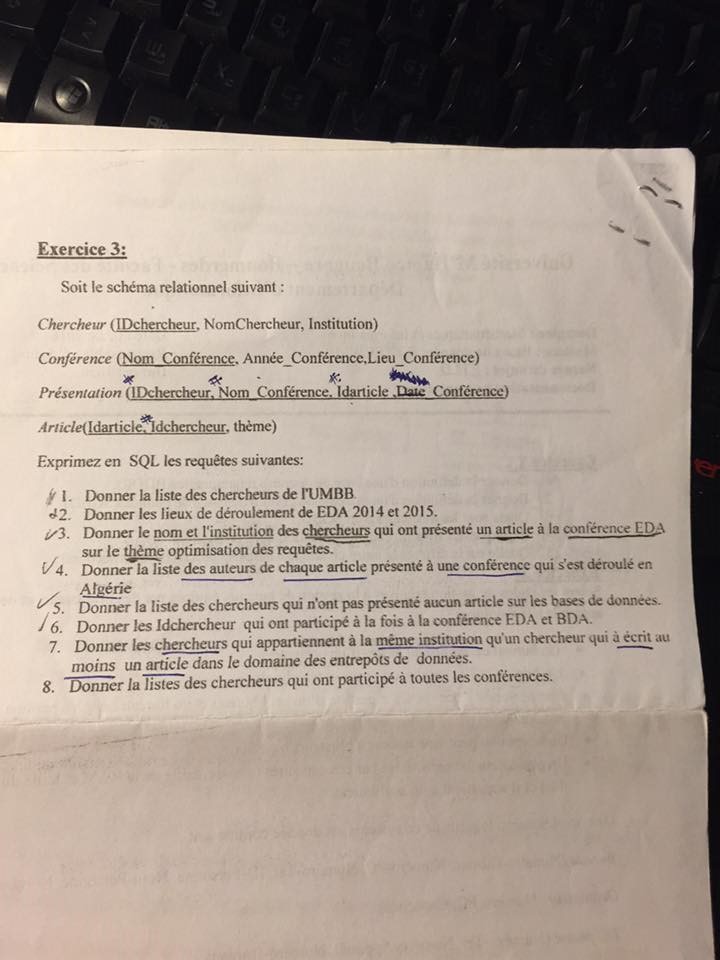 Exercice 3:
Soit le schéma relationnel suivant :
Chercheur (IDchercheur, NomChercheur, Institution)
Conférence (Nom_Conférence, Année_Conférence,Lieu_Conférence)
Présentation (IDchercheur, Nom_Conférence, Idarticle ,Date_Conférence)
Article(Idarticle, Idchercheur, thème)
Exprimez en SQL les requêtes suivantes:
1. Donner la liste des chercheurs de l'UMBB.
2. Donner les lieux de déroulement de EDA 2014 et 2015.
3. Donner le nom et l'institution des chercheurs qui ont présenté un article à la conférence EDA
sur le thème optimisation des requêtes.
4. Donner la liste des auteurs de chaque article présenté à une conférence qui s'est déroulé en
Algérie
5. Donner la liste des chercheurs qui n'ont pas présenté aucun article sur les bases de données.
6. Donner les Idchercheur qui ont participé à la fois à la conférence EDA et BDA.
7. Donner les chercheurs qui appartiennent à la même institution qu'un chercheur qui à écrit au
moins un article dans le domaine des entrepôts de données.
8. Donner la listes des chercheurs qui ont participé à toutes les conférences.